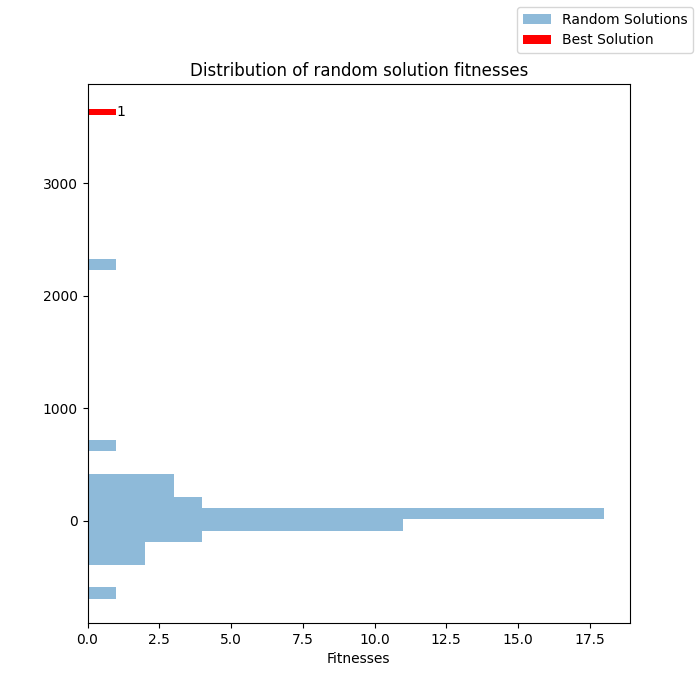 Random Solutions
Best Solution
Distribution of random solution fitnesses
1
3000
2000
1000
0
0.0 2.5 5.0 7.5 10.0 12.5 15.0 17.5
Fitnesses